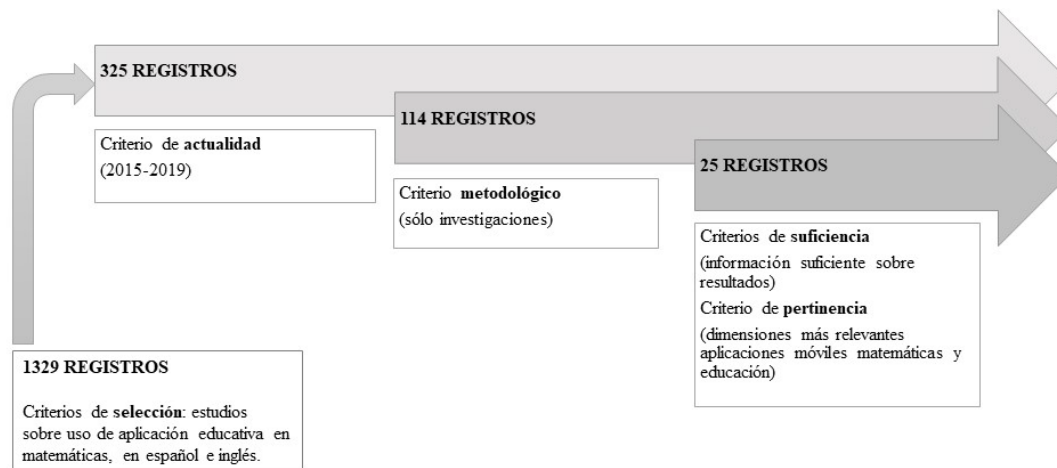 325 REGISTROS
Criterio de actualidad
(2015-2019)
114 REGISTROS
Criterio metodológico
(sólo investigaciones)
25 REGISTROS
Criterios de suficiencia
(información suficiente sobre
resultados)
Criterio de pertinencia
(dimensiones más relevantes
aplicaciones móviles matemáticas y
educación)
1329 REGISTROS
Criterios de selección: estudios
sobre uso de aplicación educativa en
matemáticas, en español e inglés.